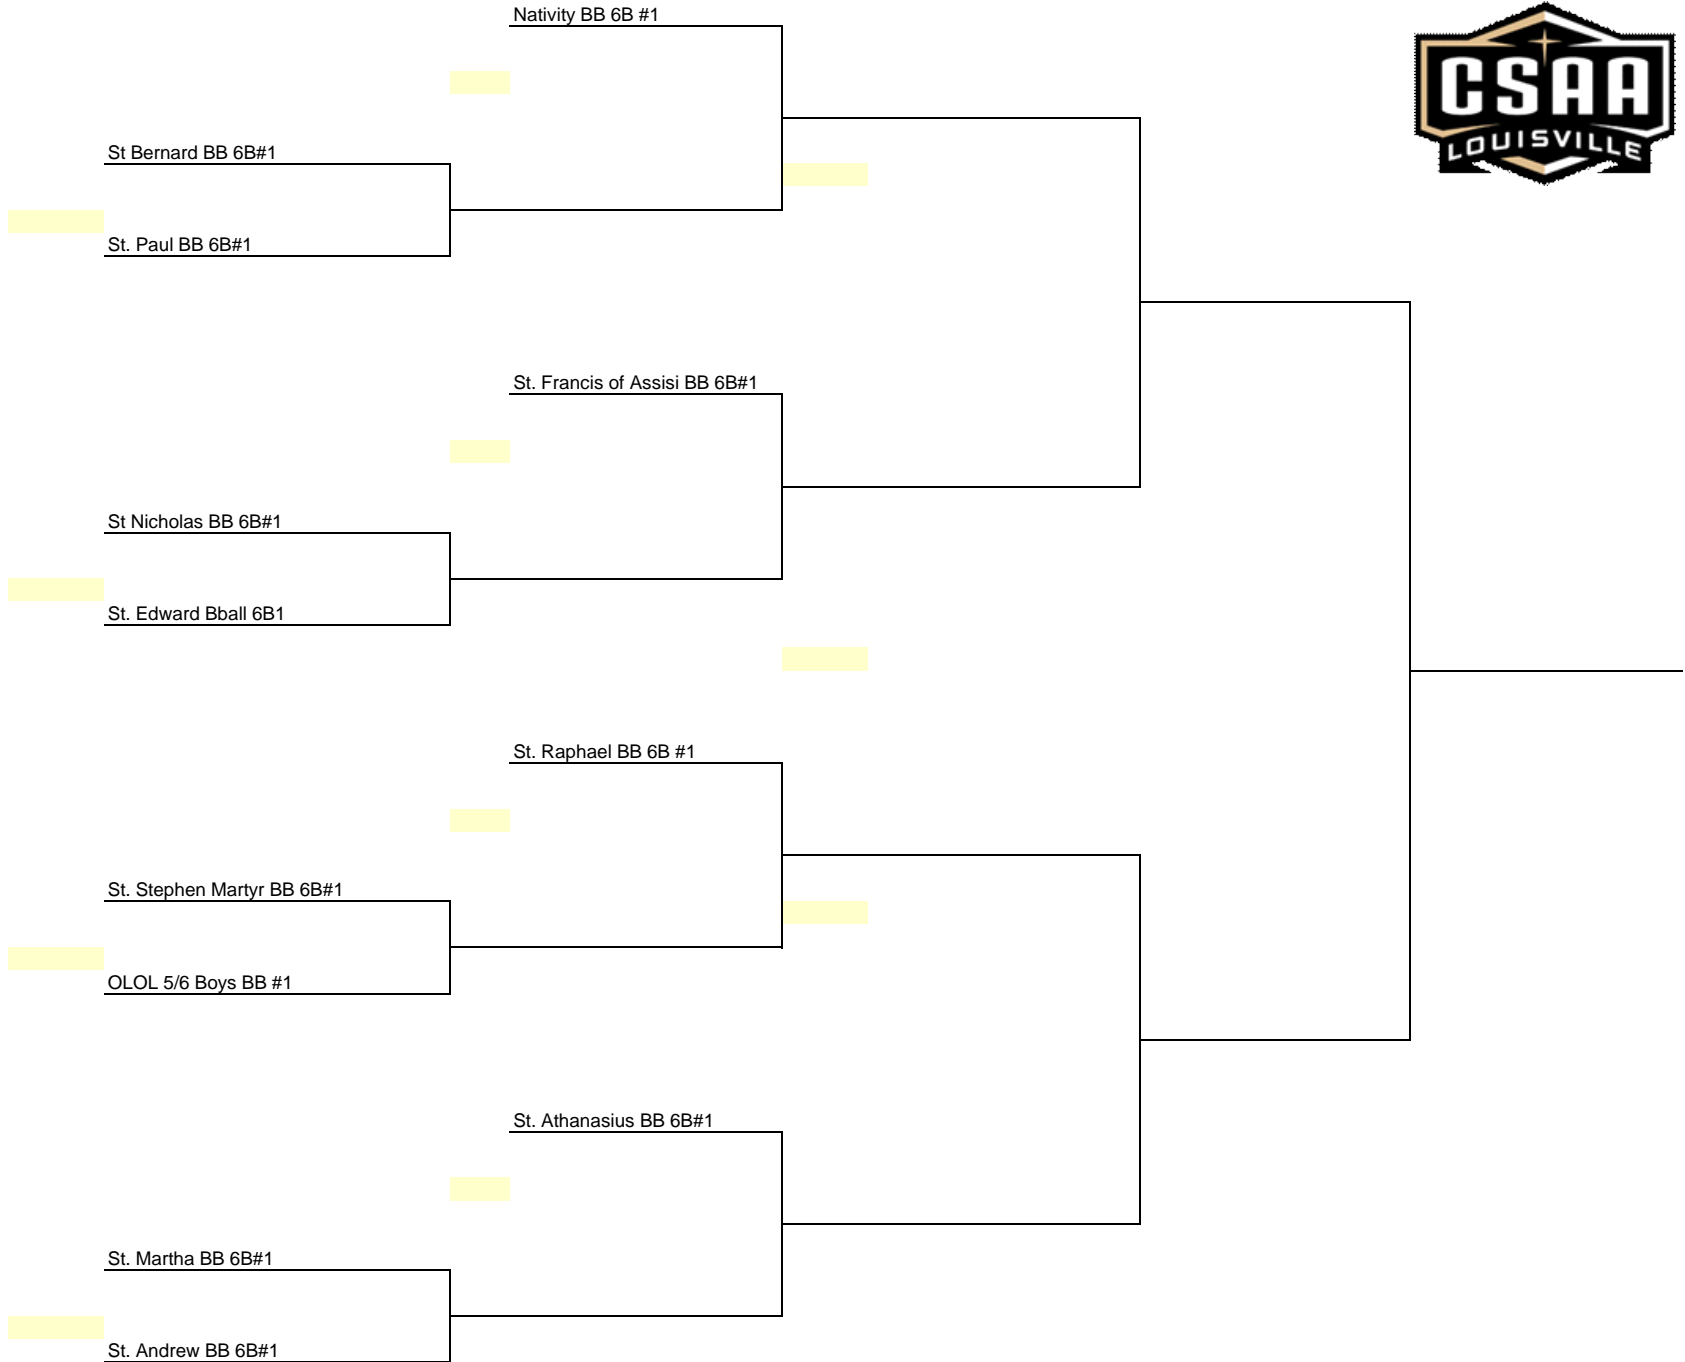 Nativity BB 6B #1
CSAA
LOUISVILLE
St Bernard BB 6B#1
St. Paul BB 6B#1
St. Francis of Assisi BB 6B#1
St Nicholas BB 6B#1
St. Edward Bball 6B1
St. Raphael BB 6B #1
St. Stephen Martyr BB 6B#1
OLOL 5/6 Boys BB #1
St. Athanasius BB 6B#1
St. Martha BB 6B#1
St. Andrew BB 6B#1